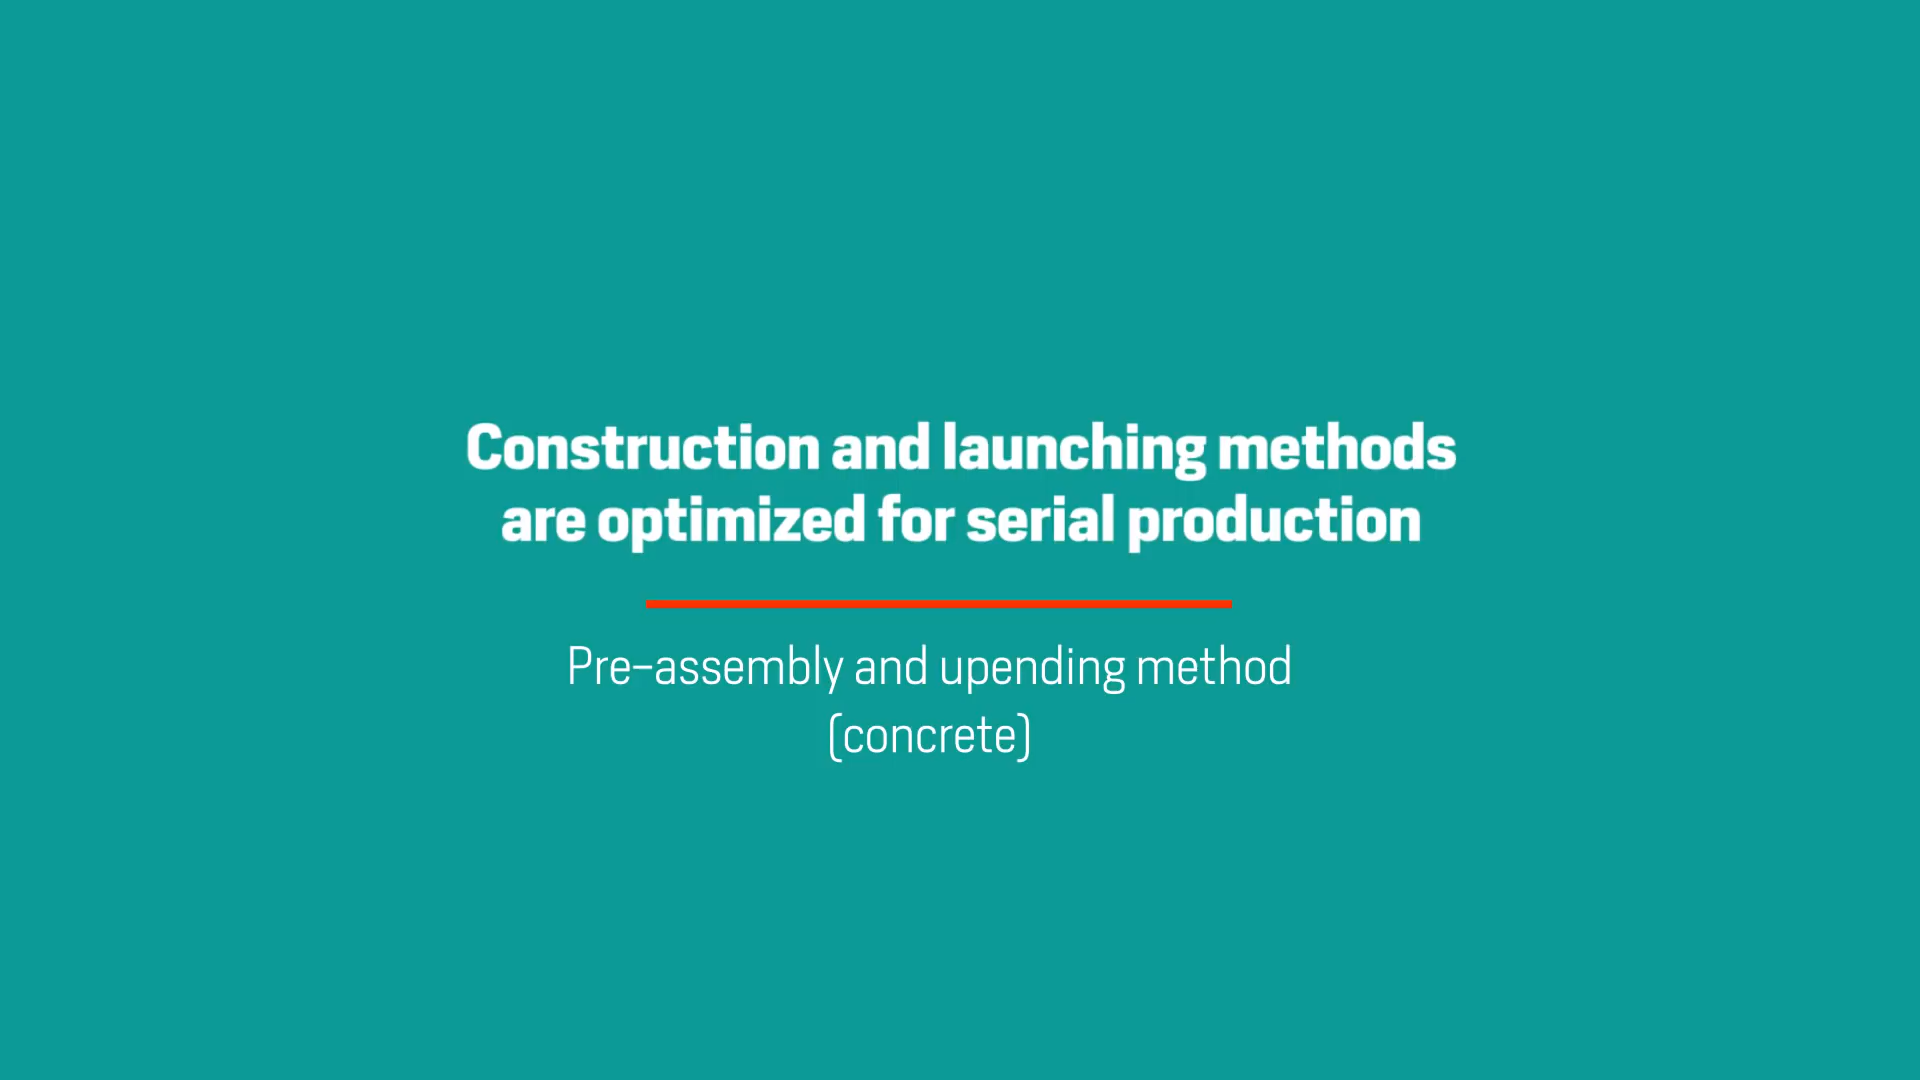 Construction and launching methods
are optimized for serial production
Pre-assembly and upending method
(concrete)